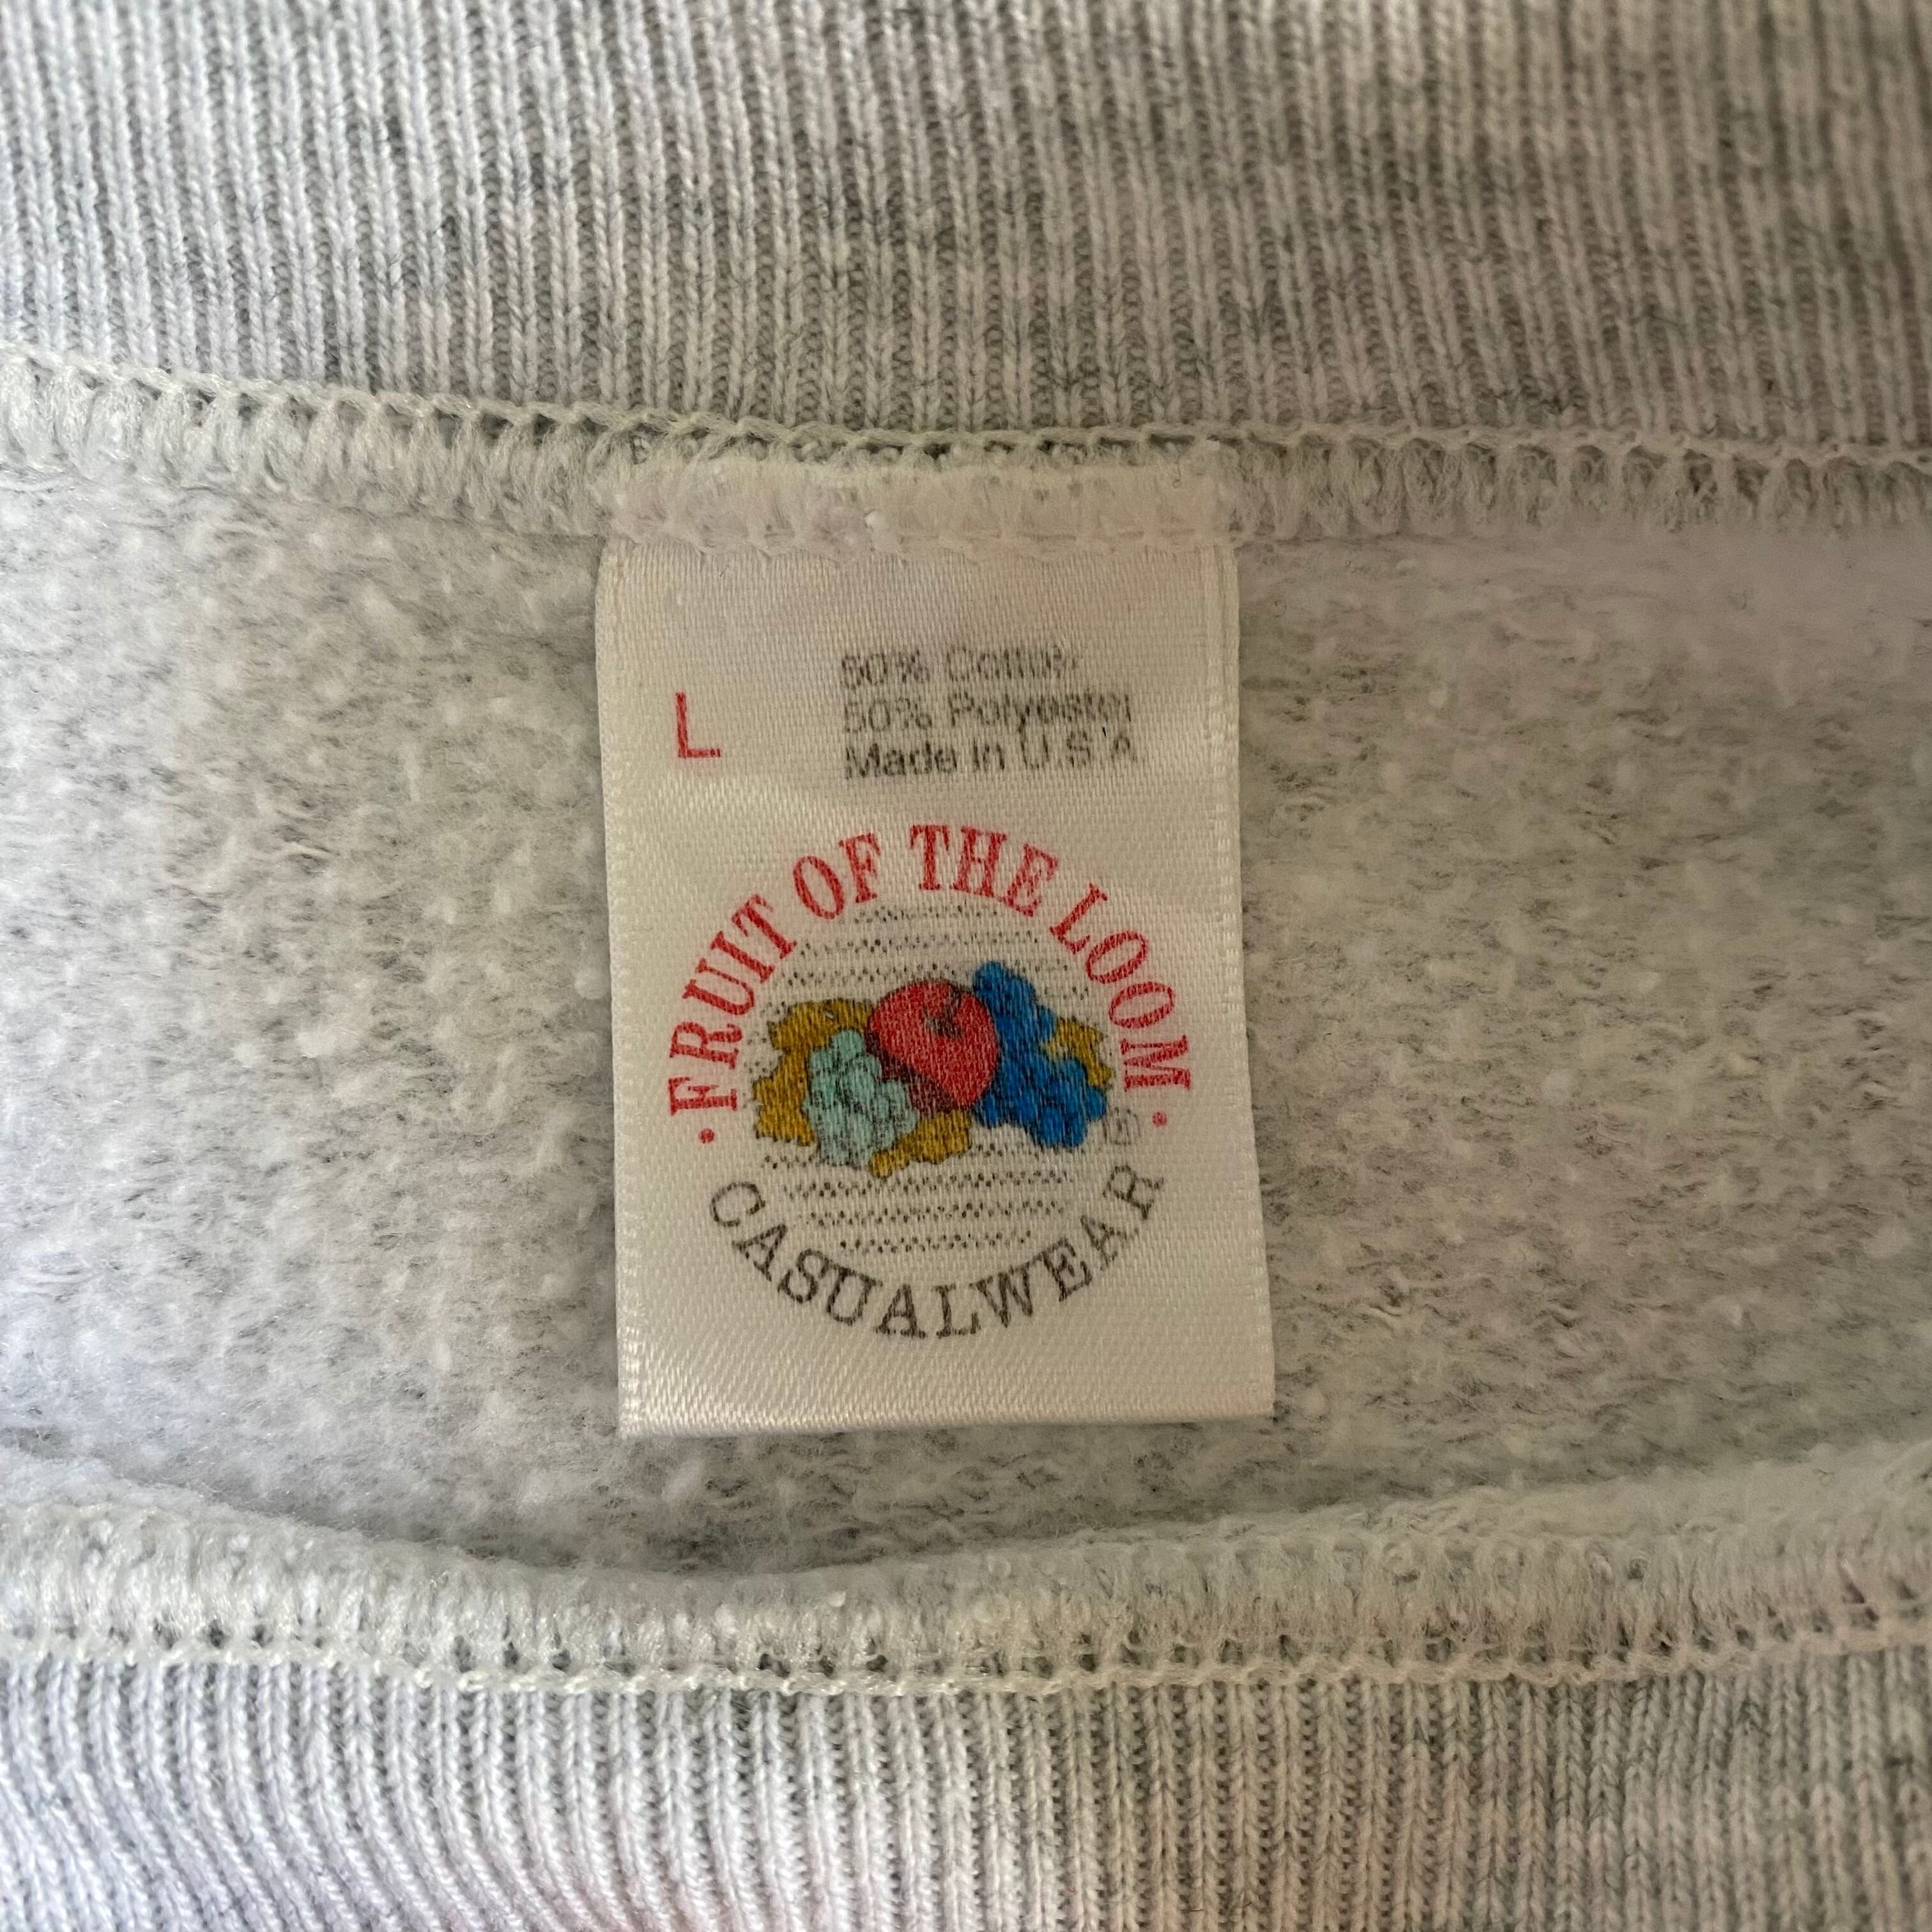 L
50% Cotton
50% Polyester
Made in U.S.A
• FRUIT OF THE LOOM •
®
CASUALWEAR